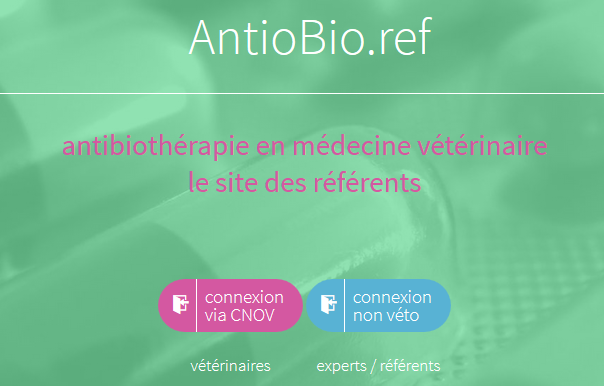 AntioBio.ref
antibiothérapie en médecine vétérinaire
le site des référents
connexion
via CNOV
connexion
non véto
vétérinaires
experts / référents